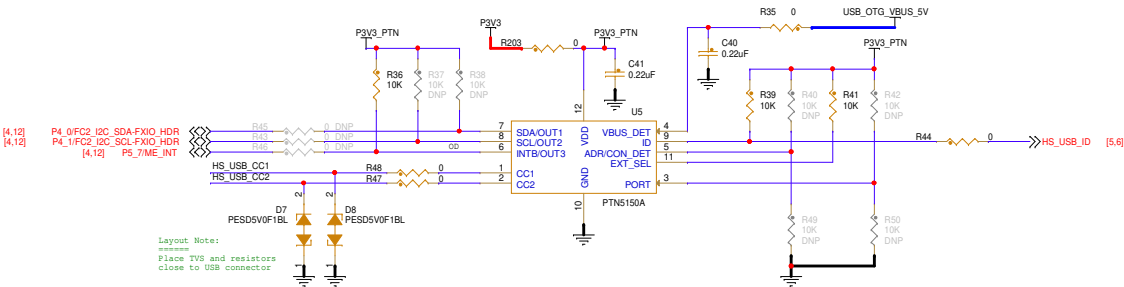 R35 0 USB_OTG_VBUS_5V
P3V3
P3V3_PTN
R203 0
P3V3_PTN
C40
0.22uF
P3V3_PTN
C41
0.22uF
R36
10K
R37
10K
DNP
R38
10K
DNP
R39
10K
R40
10K
DNP
R41
10K
R42
10K
DNP
U5
12
[4,12] P4_0/FC2_I2C_SDA-FXIO_HDR R45 0 DNP 7 SDA/OUT1 VDD VBUS_DET 4
[4,12] P4_1/FC2_I2C_SCL-FXIO_HDR R43 0 DNP 8 SCL/OUT2 ID 9 R44 0 HS_USB_ID [5,6]
[4,12] P5_7/ME_INT R46 0 DNP OD 6 INTB/OUT3 ADR/CON_DET 5
EXT_SEL 11
HS_USB_CC1 R48 0 1 CC1
HS_USB_CC2 R47 0 2 CC2 GND PORT 3
10
PTN5150A
2
2
D7
PESD5V0F1BL
D8
PESD5V0F1BL
1
1
R49
10K
DNP
R50
10K
DNP
Layout Note:
======
Place TVS and resistors
close to USB connector